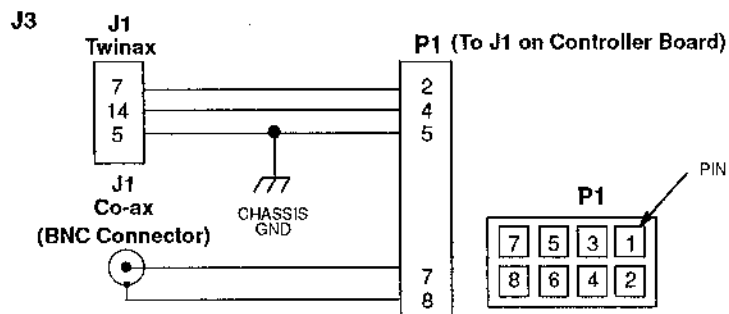 J3
J1
Twinax
P1 (To J1 on Controller Board)
7 2
14 4
5 5
J1
Co-ax
(BNC Connector)
CHASSIS
GND
7
8
P1
PIN
7 5 3 1
8 6 4 2